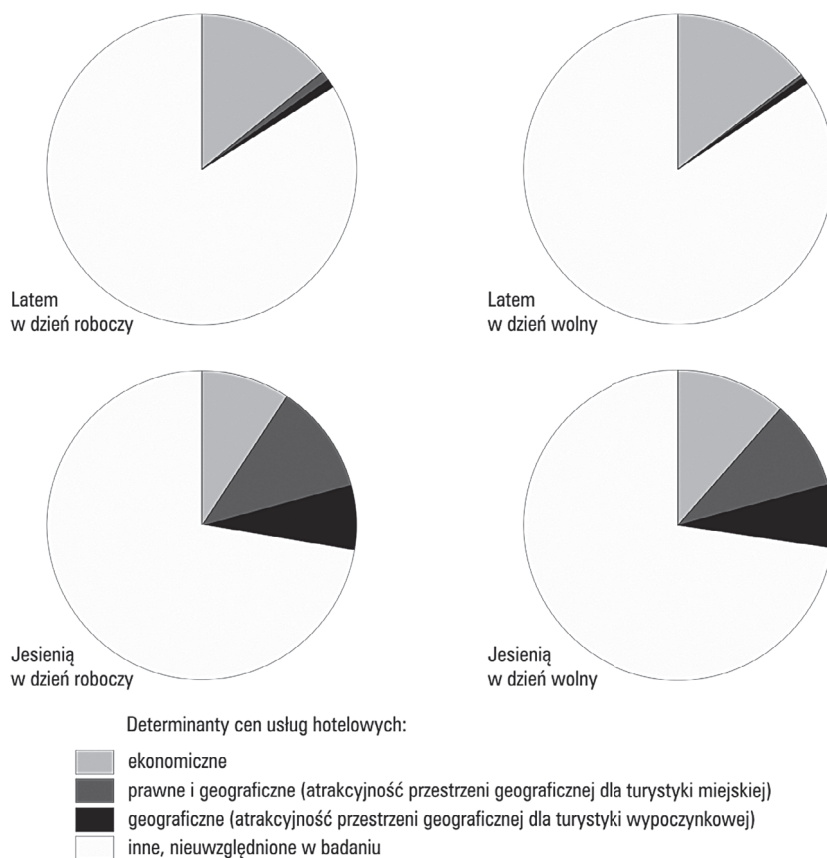 Latem
w dzień roboczy
Latem
w dzień wolny
Jesienią
w dzień roboczy
Jesienią
w dzień wolny
Determinanty cen usług hotelowych:
ekonomiczne
prawne i geograficzne (atrakcyjność przestrzeni geograficznej dla turystyki miejskiej)
geograficzne (atrakcyjność przestrzeni geograficznej dla turystyki wypoczynkowej)
inne, nieuwzględnione w badaniu